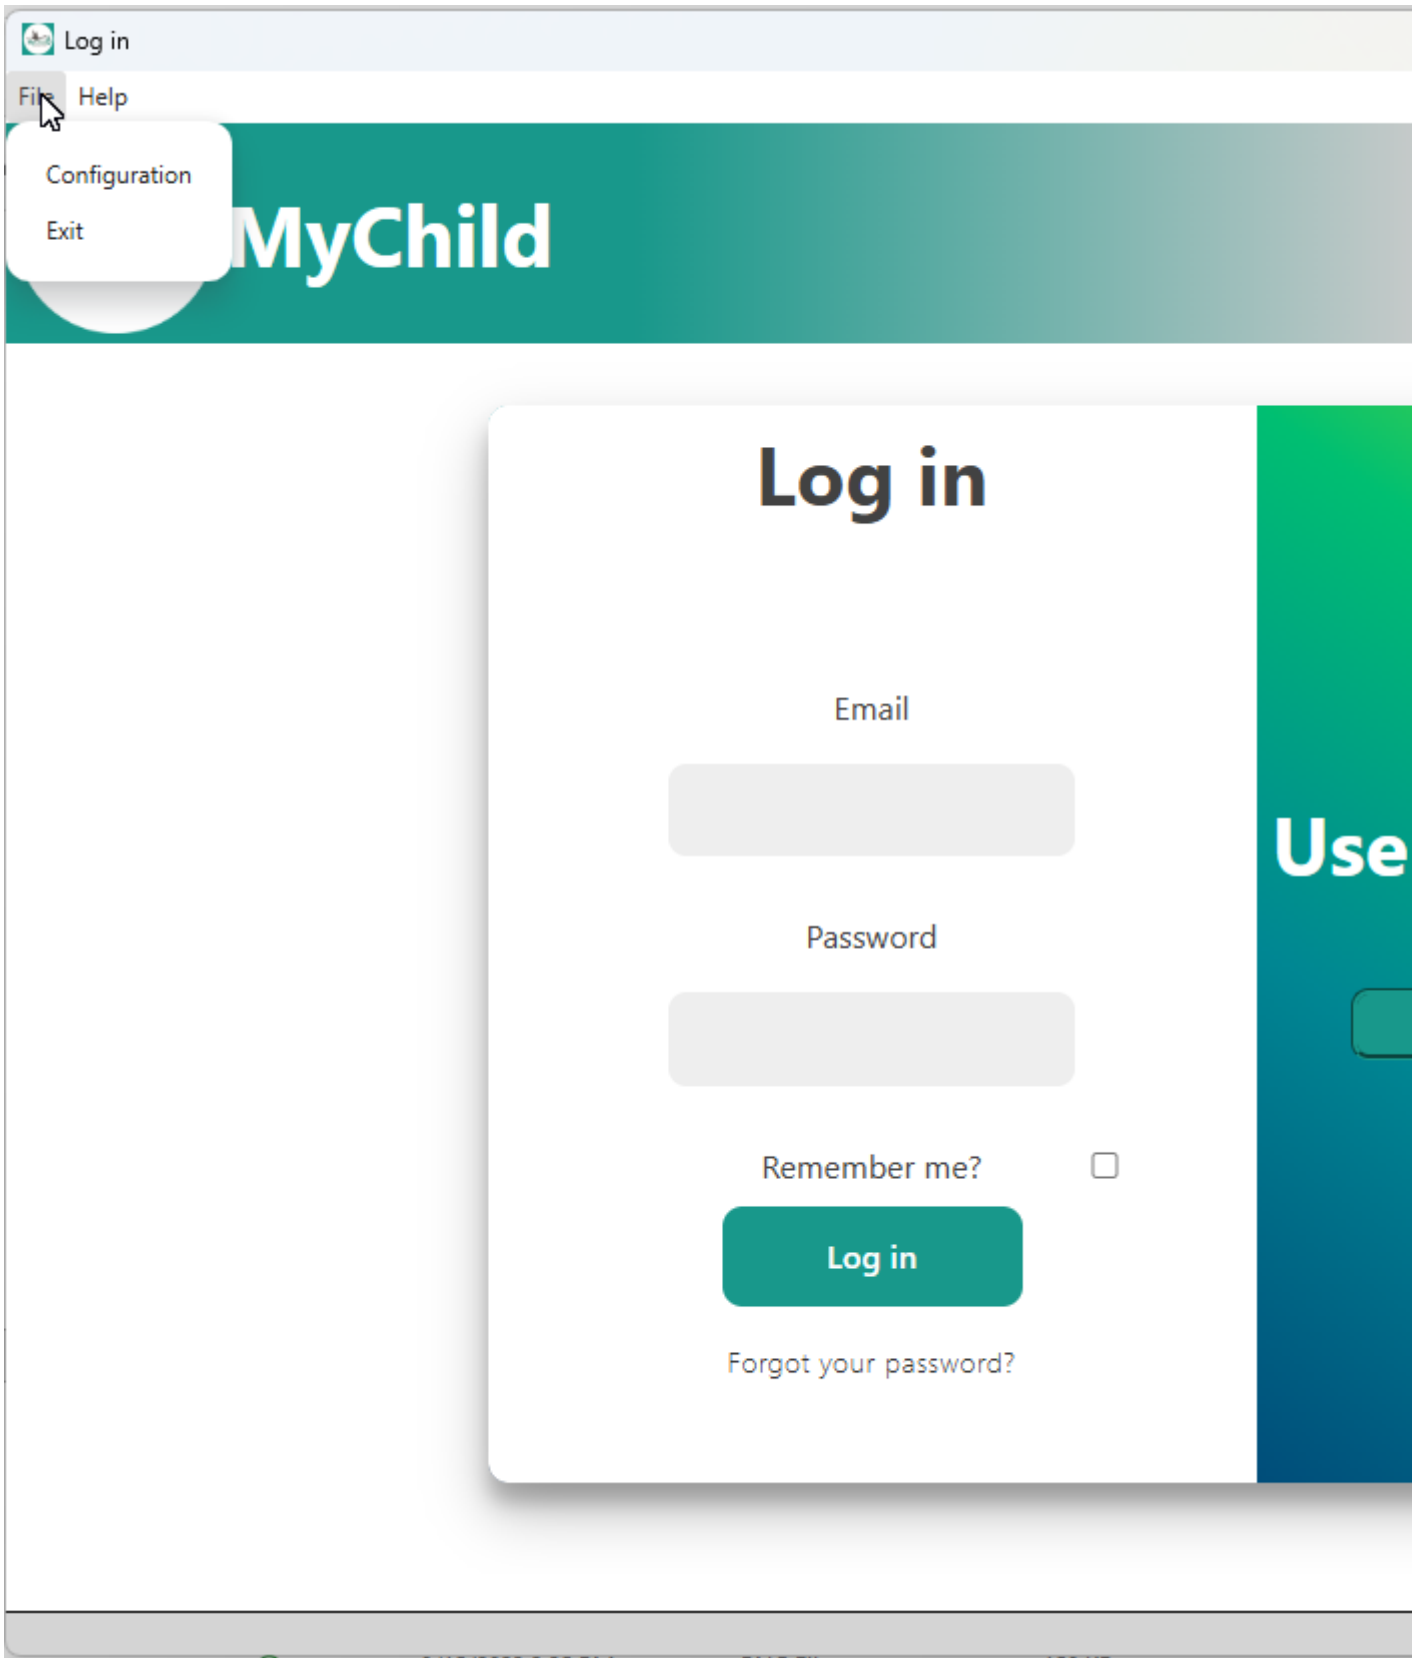 Log in
File Help
Configuration
Exit
MyChild
Log in
Email
Use
Password
Remember me?
Log in
Forgot your password?